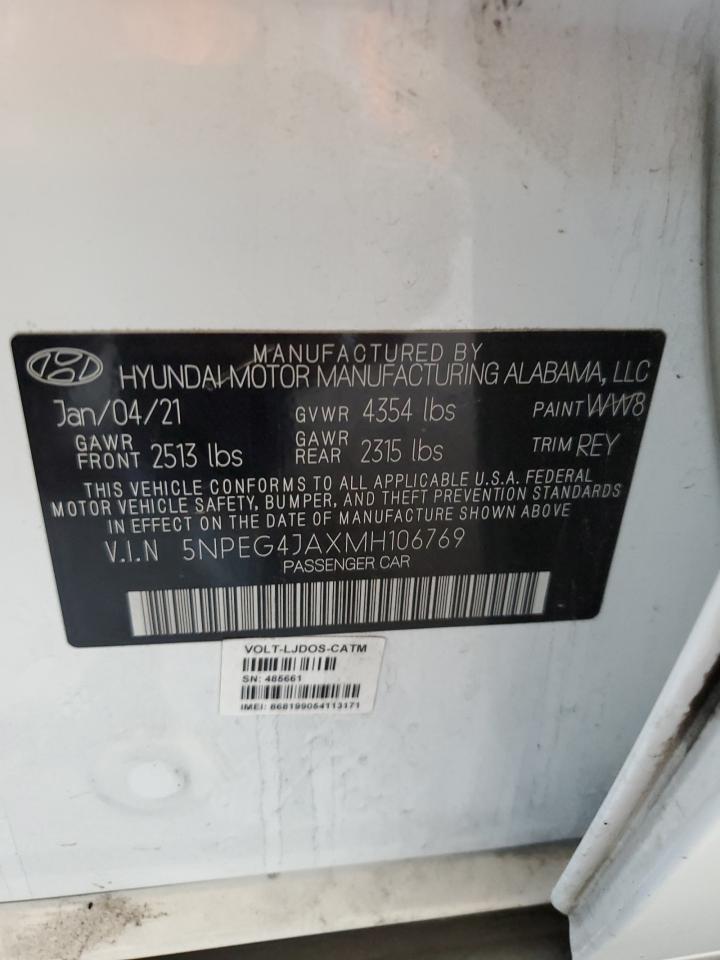 MANUFACTURED BY
HYUNDAI MOTOR MANUFACTURING ALABAMA, LLC
Jan/04/21 GVWR 4354 lbs PAINT WW8
GAWR FRONT 2513 lbs GAWR REAR 2315 lbs TRIM REY
THIS VEHICLE CONFORMS TO ALL APPLICABLE U.S.A. FEDERAL
MOTOR VEHICLE SAFETY, BUMPER, AND THEFT PREVENTION STANDARDS
IN EFFECT ON THE DATE OF MANUFACTURE SHOWN ABOVE
V.I.N 5NPEG4JAXMH106769
PASSENGER CAR
VOLT-LJDOS-CATM
SN: 485661
IMEI: 868199054113171